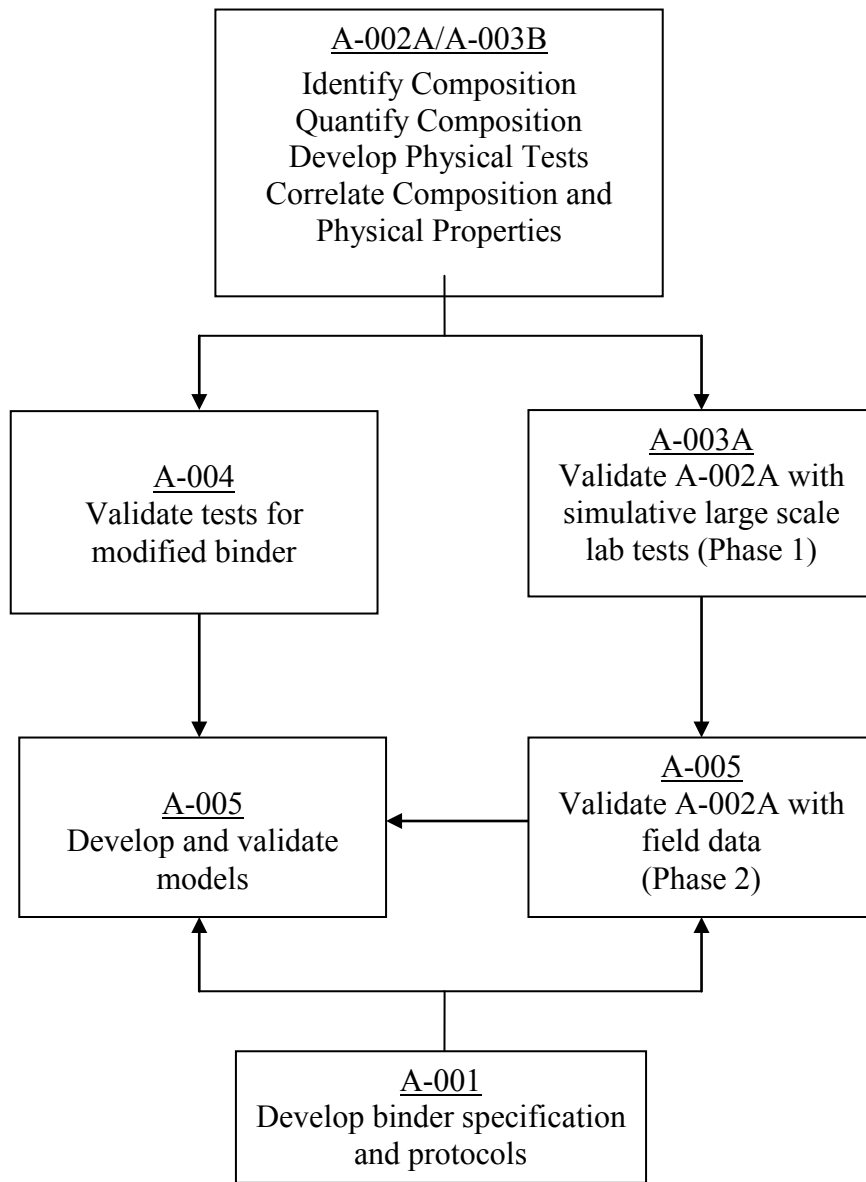 A-002A/A-003B
Identify Composition
Quantify Composition
Develop Physical Tests
Correlate Composition and
Physical Properties
A-004
Validate tests for
modified binder
A-003A
Validate A-002A with
simulative large scale
lab tests (Phase 1)
A-005
Develop and validate
models
A-005
Validate A-002A with
field data
(Phase 2)
A-001
Develop binder specification
and protocols